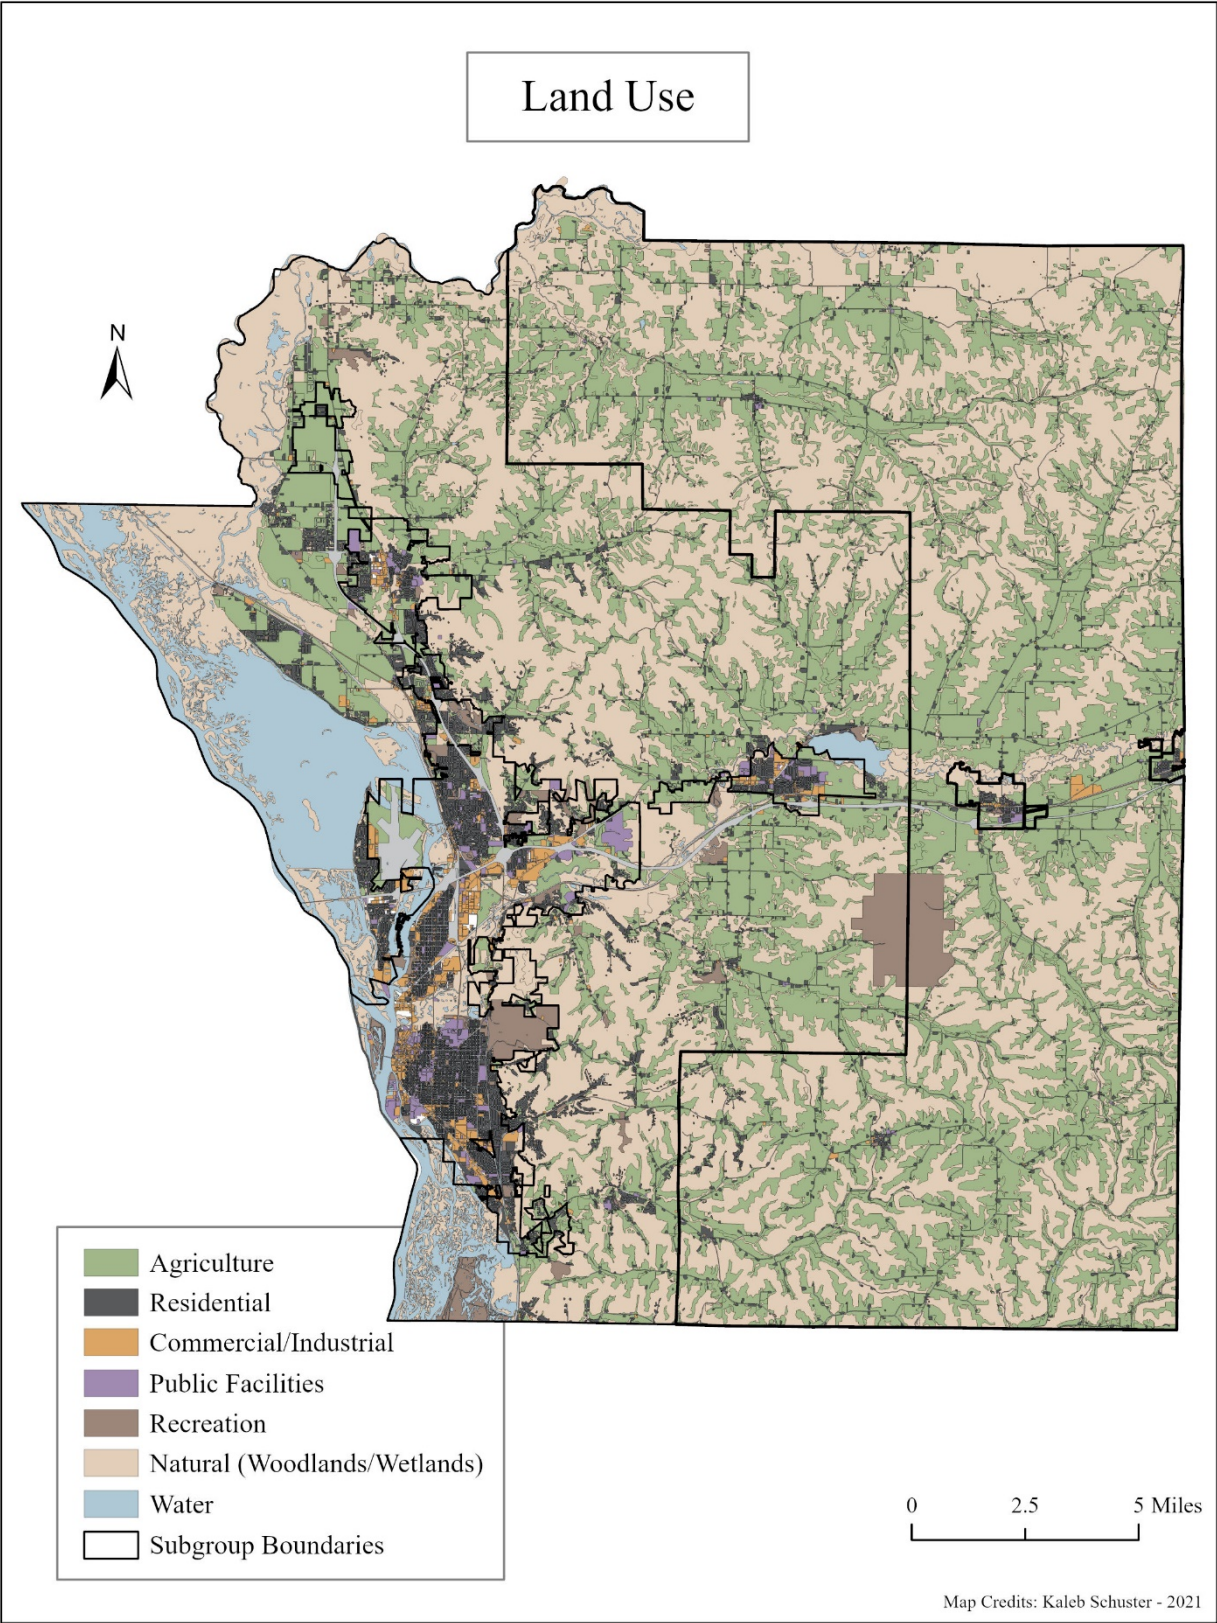 Land Use
N
Agriculture
Residential
Commercial/Industrial
Public Facilities
Recreation
Natural (Woodlands/Wetlands)
Water
Subgroup Boundaries
0 2.5 5 Miles
Map Credits: Kaleb Schuster - 2021